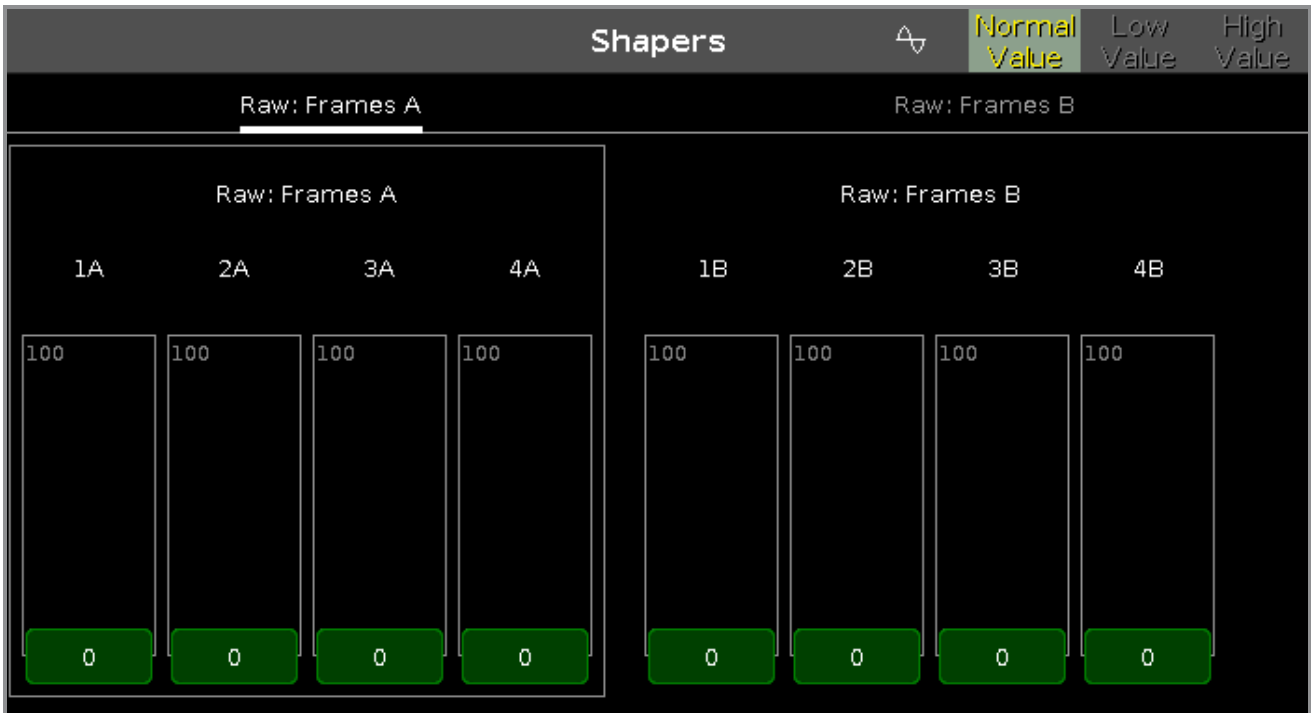 Shapers
Normal Value
Low Value
High Value
Raw: Frames A
Raw: Frames B
Raw: Frames A
Raw: Frames B
1A 2A 3A 4A 1B 2B 3B 4B
100 100 100 100 100 100 100 100
0 0 0 0 0 0 0 0